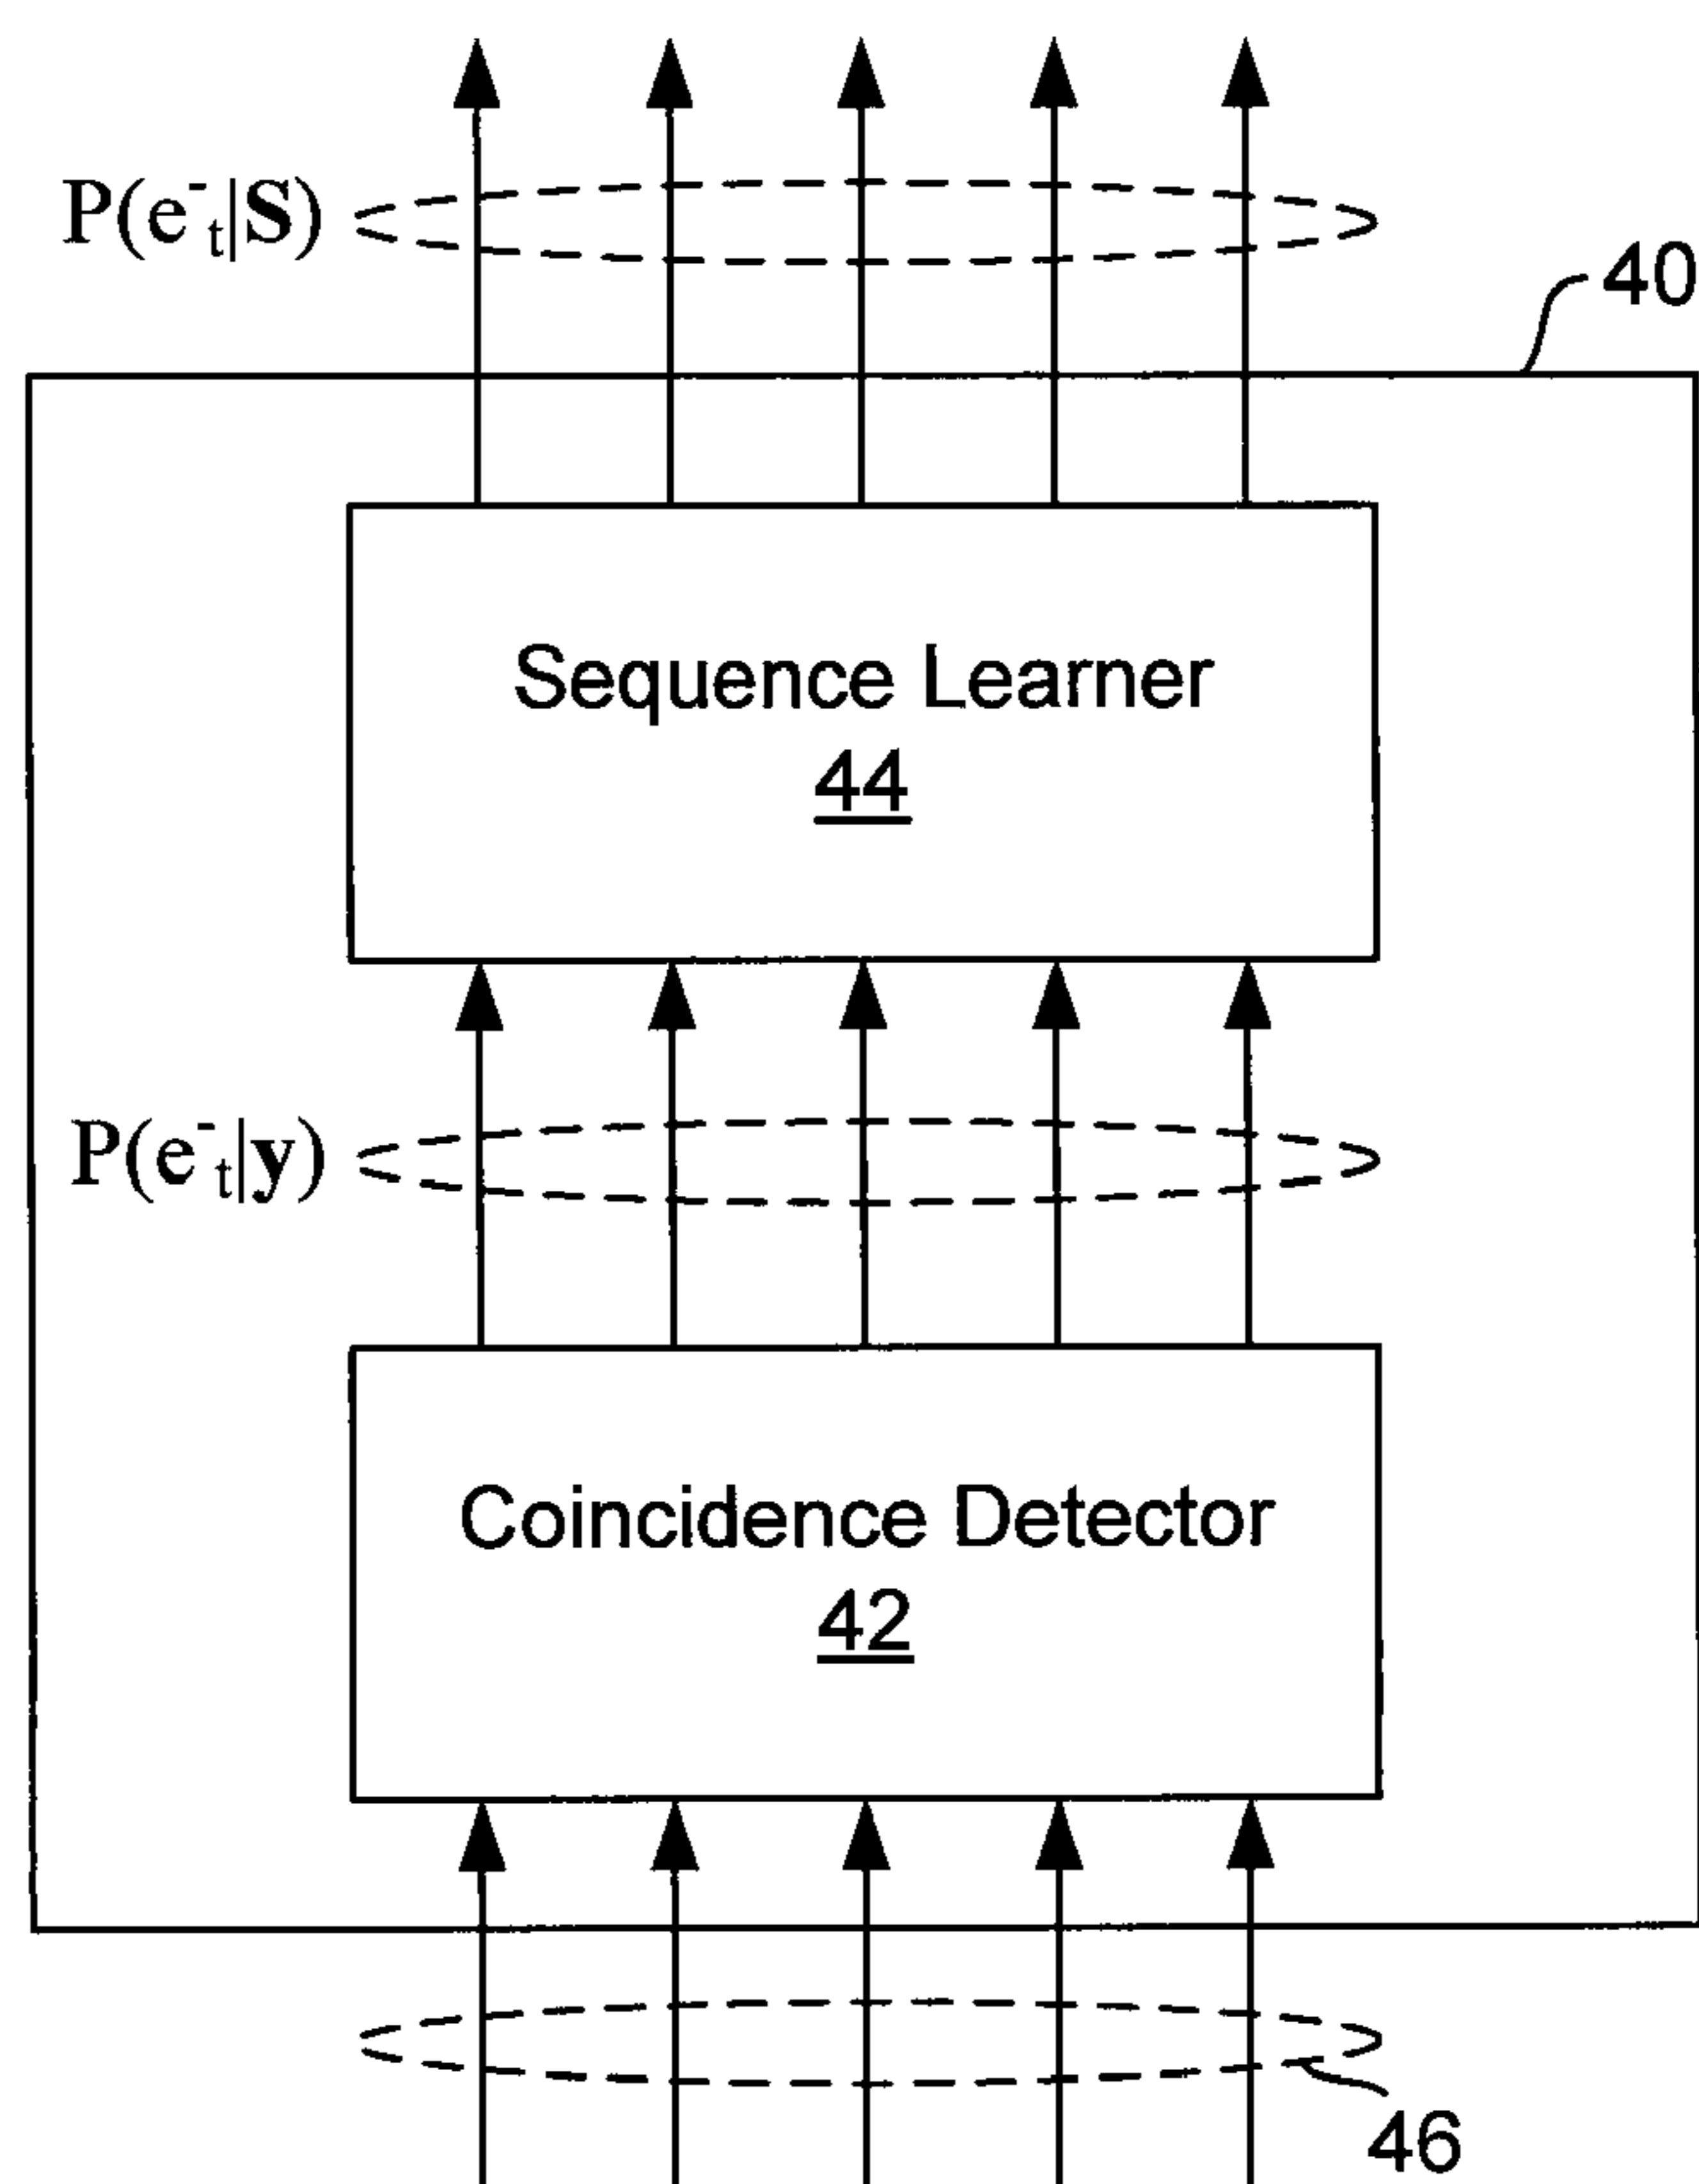 P(e⁻ₜ|S)
40
Sequence Learner
44
P(e⁻ₜ|y)
Coincidence Detector
42
46